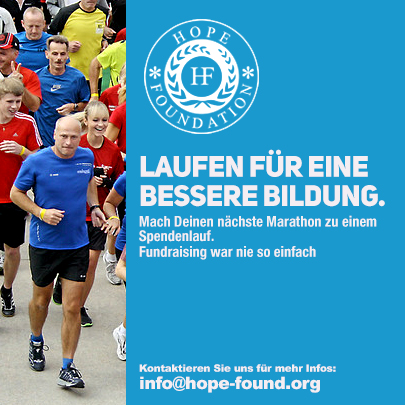 HOPE
HF
FOUNDATION
LAUFEN FÜR EINE
BESSERE BILDUNG.
Mach Deinen nächste Marathon zu einem
Spendenlauf.
Fundraising war nie so einfach
Kontaktieren Sie uns für mehr Infos:
info@hope-found.org